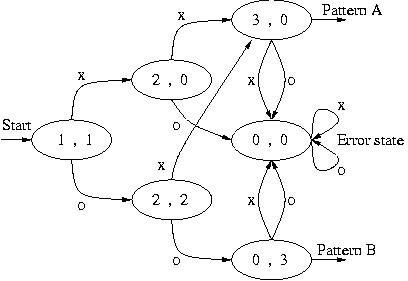 Pattern A
x
3 , 0
x
2 , 0
x
o
Start
o
x
1 , 1
0 , 0
Error state
x
o
o
2 , 2
x
o
o
0 , 3
Pattern B